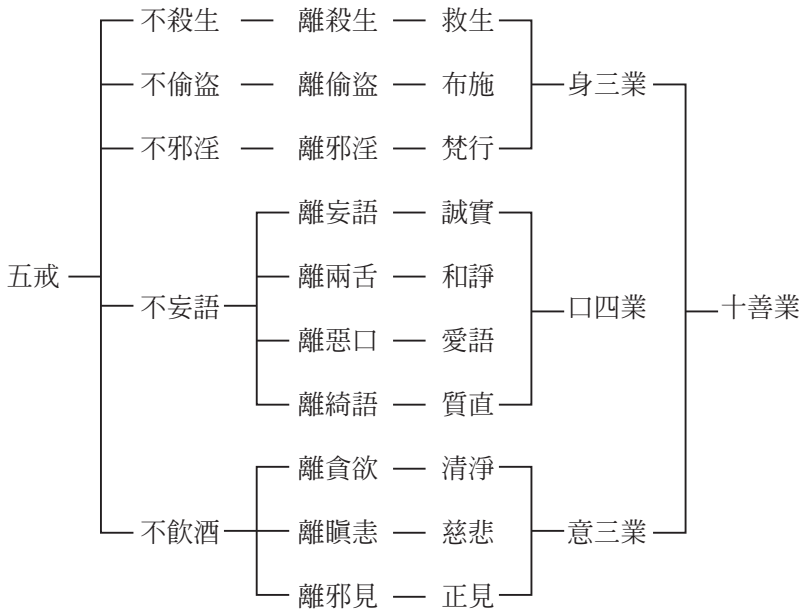 不殺生 離殺生 救生
不偷盜 離偷盜 布施 身三業
不邪淫 離邪淫 梵行
離妄語 誠實
五戒 離兩舌 和諍
不妄語 口四業 十善業
離惡口 愛語
離綺語 質直
離貪欲 清淨
不飲酒 離瞋恚 慈悲 意三業
離邪見 正見